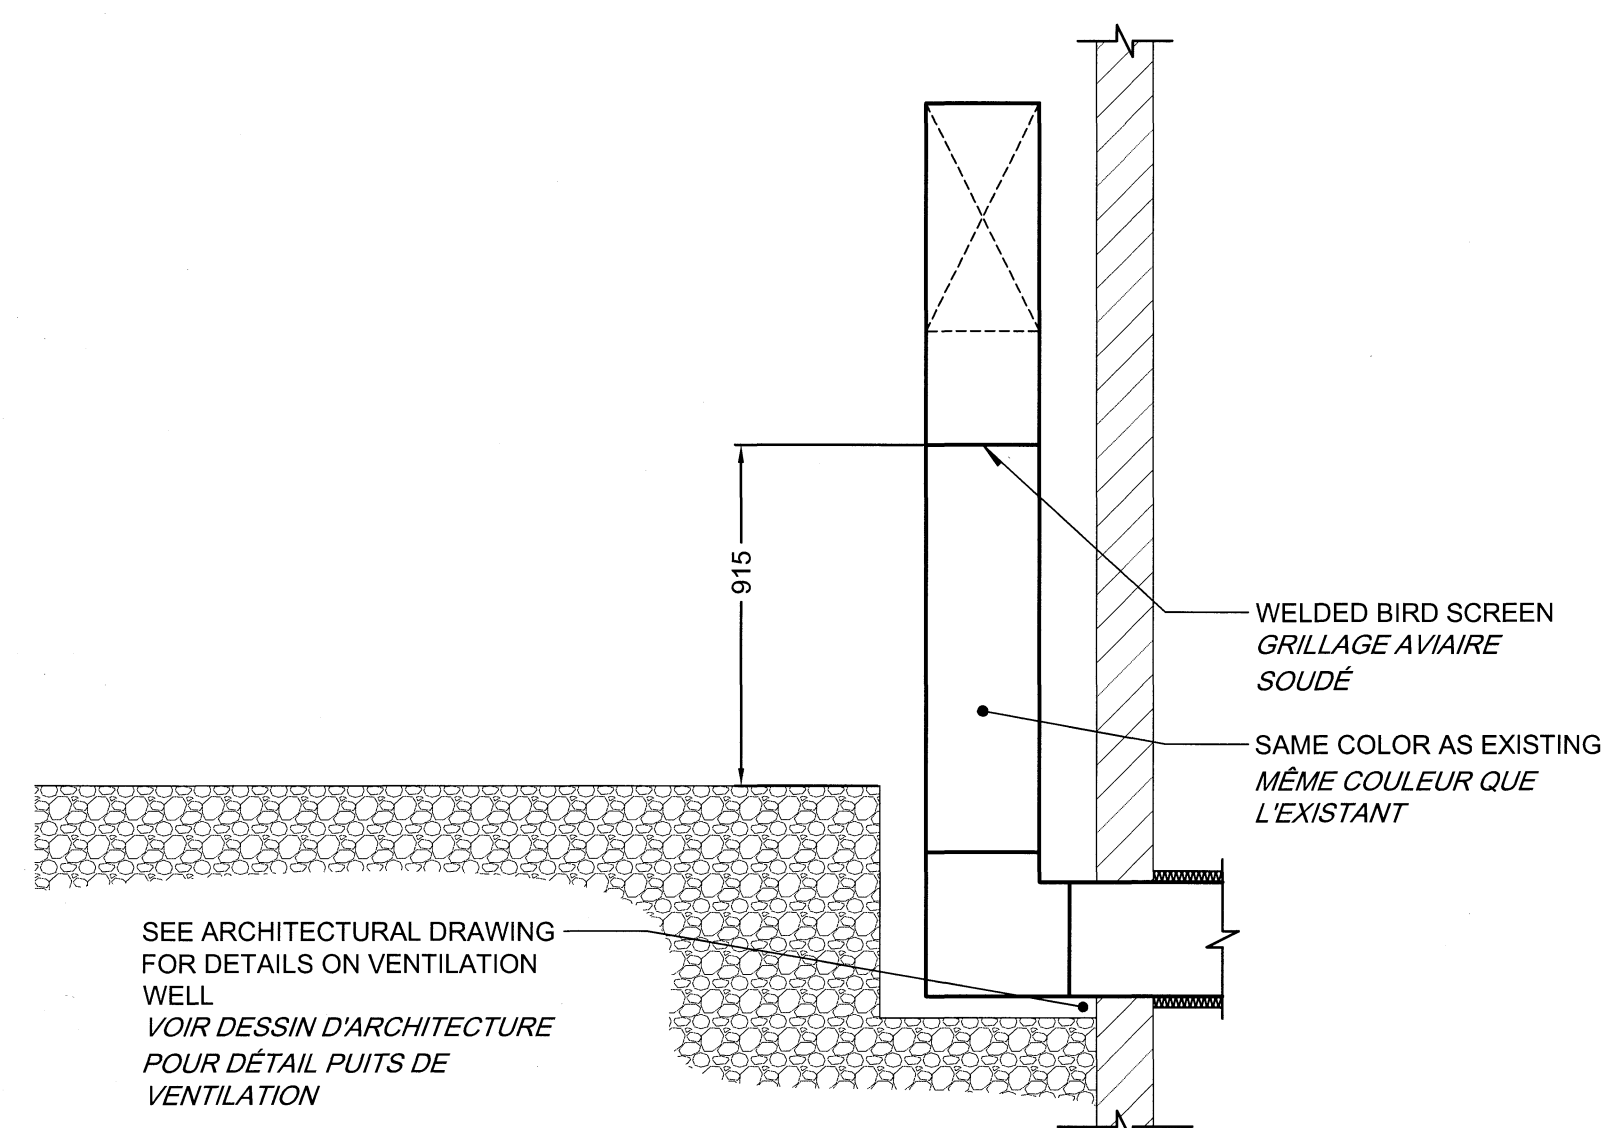 915
WELDED BIRD SCREEN
GRILLAGE AVIAIRE
SOUDÉ
SAME COLOR AS EXISTING
MÊME COULEUR QUE
L'EXISTANT
SEE ARCHITECTURAL DRAWING
FOR DETAILS ON VENTILATION
WELL
VOIR DESSIN D'ARCHITECTURE
POUR DÉTAIL PUITS DE
VENTILATION